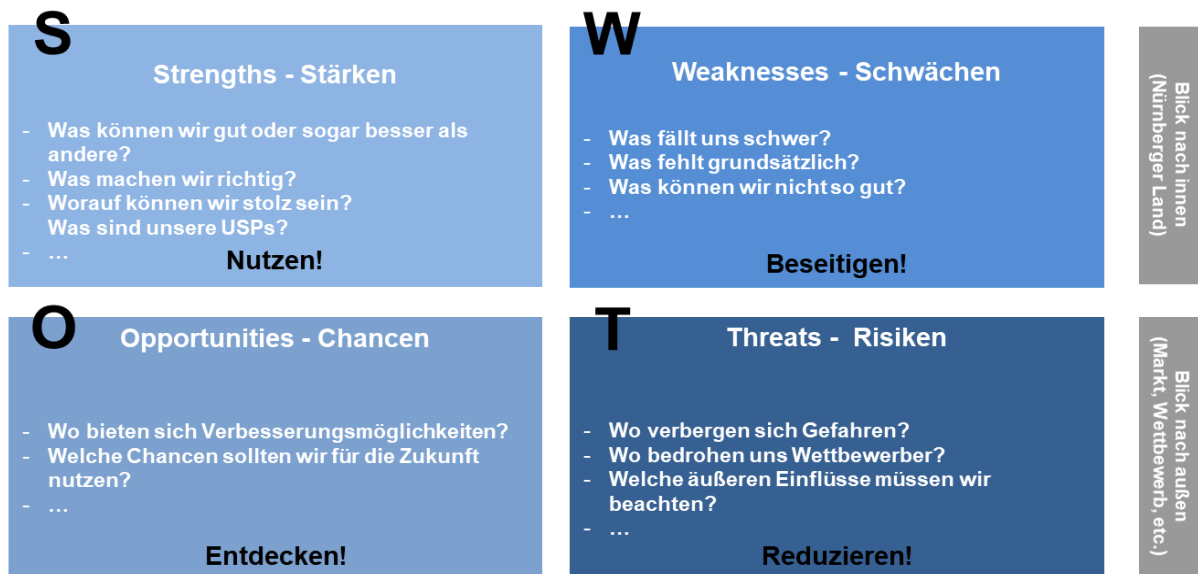 S
Strengths - Stärken
- Was können wir gut oder sogar besser als
andere?
- Was machen wir richtig?
- Worauf können wir stolz sein?
Was sind unsere USPs?
- ...
Nutzen!
W
Weaknesses - Schwächen
- Was fällt uns schwer?
- Was fehlt grundsätzlich?
- Was können wir nicht so gut?
- ...
Beseitigen!
Blick nach innen
(Nürnberger Land)
O
Opportunities - Chancen
- Wo bieten sich Verbesserungsmöglichkeiten?
- Welche Chancen sollten wir für die Zukunft
nutzen?
- ...
Entdecken!
T
Threats - Risiken
- Wo verbergen sich Gefahren?
- Wo bedrohen uns Wettbewerber?
- Welche äußeren Einflüsse müssen wir
beachten?
- ...
Reduzieren!
Blick nach außen
(Markt, Wettbewerb, etc.)